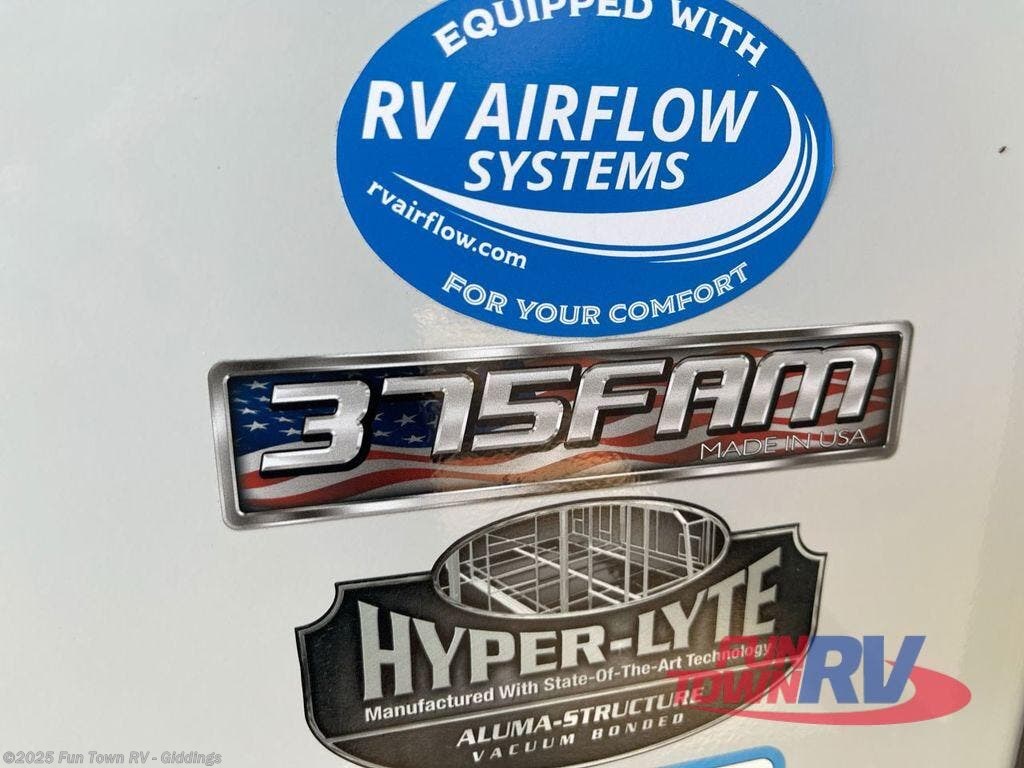 EQUIPPED WITH
RV AIRFLOW
SYSTEMS
rvairflow.com
FOR YOUR COMFORT
375FAM
MADE IN USA
HYPER-LYTE
Manufactured With State-Of-The-Art Technology
ALUMA-STRUCTURE
VACUUM BONDED
FUN
TOWN
RV
©2025 Fun Town RV - Giddings